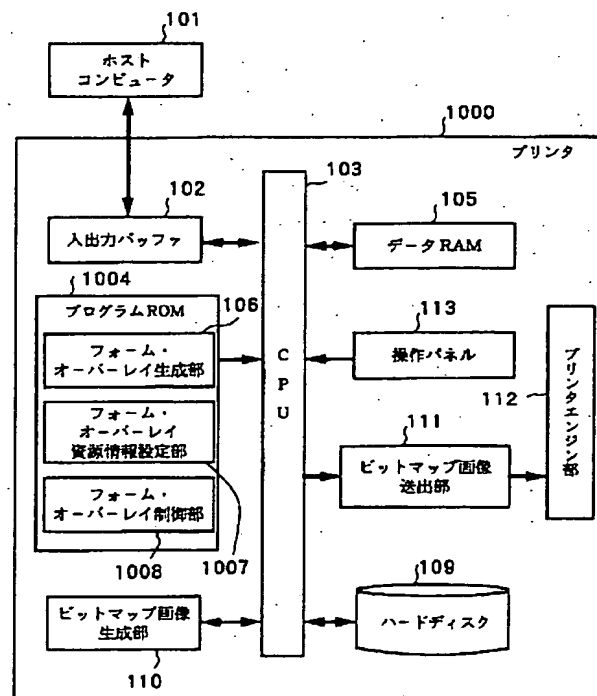 101
ホスト
コンピュータ
1000
プリンタ
102
入出力バッファ
103
CPU
105
データRAM
1004
プログラムROM
106
フォーム・
オーバーレイ生成部
フォーム・
オーバーレイ
資源情報設定部
フォーム・
オーバーレイ制御部
1008
1007
113
操作パネル
111
ビットマップ画像
送出部
112
プリンタエンジン部
ビットマップ画像
生成部
110
109
ハードディスク